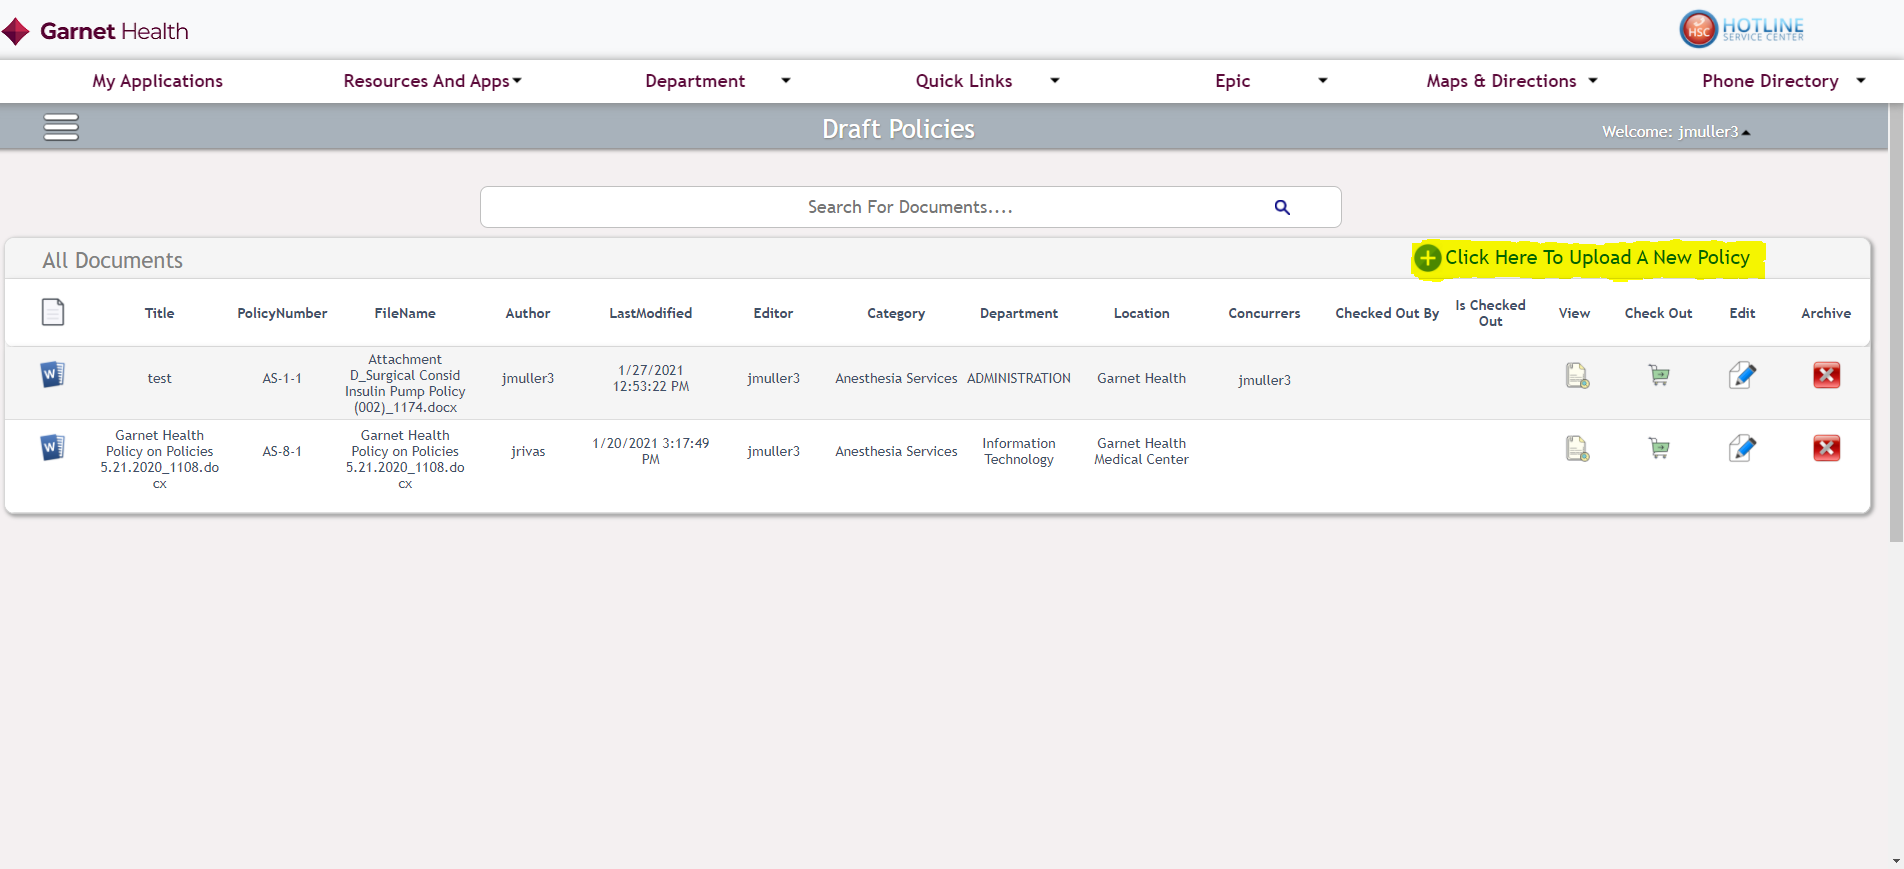 Garnet Health
HSC HOTLINE
SERVICE CENTER
My Applications Resources And Apps Department Quick Links Epic Maps & Directions Phone Directory
Draft Policies
Welcome: jmuller3
Search For Documents....
All Documents
Click Here To Upload A New Policy
Title PolicyNumber FileName Author LastModified Editor Category Department Location Concurrers Checked Out By Is Checked View Check Out Edit Archive
Out
Attachment
D_Surgical Consid
Insulin Pump Policy
(002)_1174.docx
W test AS-1-1 jmuller3 1/27/2021 jmuller3 Anesthesia Services ADMINISTRATION Garnet Health jmuller3
12:53:22 PM
Garnet Health Garnet Health
Policy on Policies Policy on Policies
5.21.2020_1108.do 5.21.2020_1108.do
cx cx
W AS-8-1 jrivas 1/20/2021 3:17:49 jmuller3 Anesthesia Services Information Garnet Health
PM Technology Medical Center